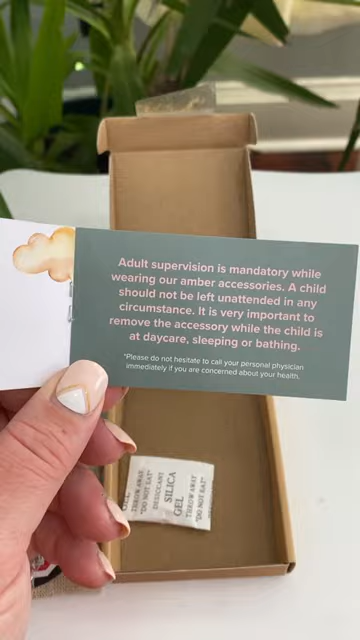 Adult supervision is mandatory while
wearing our amber accessories. A child
should not be left unattended in any
circumstance. It is very important to
remove the accessory while the child is
at daycare, sleeping or bathing.
*Please do not hesitate to call your personal physician
immediately if you are concerned about your health.
THROW AWAY
"DO NOT EAT"
DESICCANT
SILICA
GEL
THROW AWAY
"DO NOT EAT"